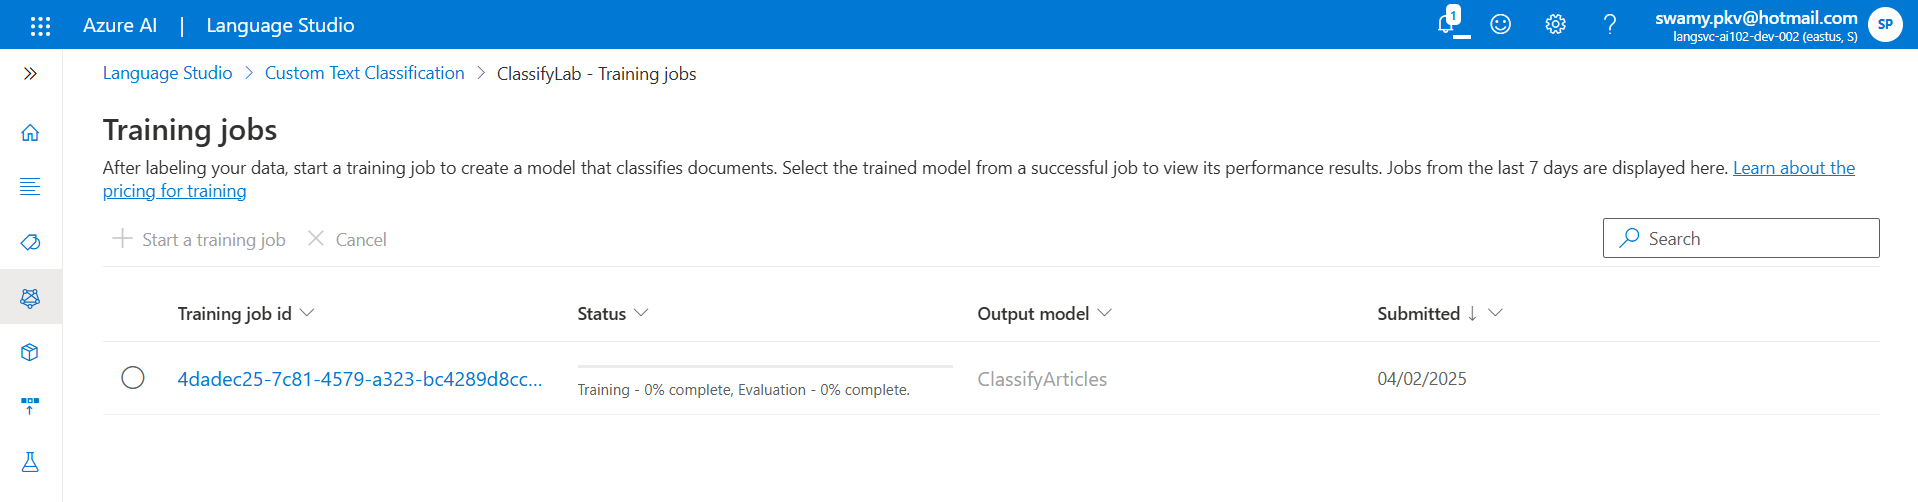 Azure AI | Language Studio
1
swamy.pkv@hotmail.com
langsvc-ai102-dev-002 (eastus, S)
SP
Language Studio > Custom Text Classification > ClassifyLab - Training jobs
Training jobs
After labeling your data, start a training job to create a model that classifies documents. Select the trained model from a successful job to view its performance results. Jobs from the last 7 days are displayed here. Learn about the
pricing for training
Start a training job Cancel
Search
Training job id Status Output model Submitted ↓
4dadec25-7c81-4579-a323-bc4289d8cc... ClassifyArticles 04/02/2025
Training - 0% complete, Evaluation - 0% complete.